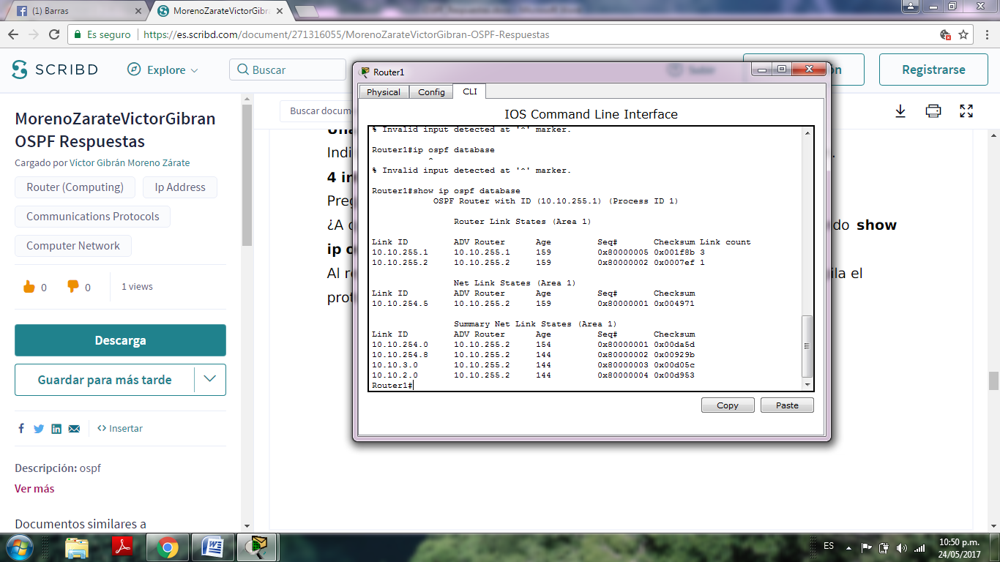 (1) Barras
MorenoZarateVictorGibra
Es seguro
https://es.scribd.com/document/271316055/MorenoZarateVictorGibran-OSPF-Respuestas
SCRIBD
Explore
Buscar
Subir
Registrarse
MorenoZarateVictorGibran
OSPF Respuestas
Cargado por Víctor Gibrán Moreno Zárate
Router (Computing)
Ip Address
Communications Protocols
Computer Network
0
0
1 views
Descarga
Guardar para más tarde
Insertar
Descripción: ospf
Ver más
Documentos similares a
Buscar docum
Una
Indi
4 in
Preg
¿A
do show
ip o
Al r
ila el
prot
Router1
Physical
Config
CLI
IOS Command Line Interface
% Invalid input detected at '^' marker.
Router1#ip ospf database
^
% Invalid input detected at '^' marker.
Router1#show ip ospf database
OSPF Router with ID (10.10.255.1) (Process ID 1)
Router Link States (Area 1)
Link ID ADV Router Age Seq# Checksum Link count
10.10.255.1 10.10.255.1 159 0x80000005 0x001f8b 3
10.10.255.2 10.10.255.2 159 0x80000002 0x0007ef 1
Net Link States (Area 1)
Link ID ADV Router Age Seq# Checksum
10.10.254.5 10.10.255.2 159 0x80000001 0x004971
Summary Net Link States (Area 1)
Link ID ADV Router Age Seq# Checksum
10.10.254.0 10.10.255.2 154 0x80000001 0x00da5d
10.10.254.8 10.10.255.2 144 0x80000002 0x00929b
10.10.3.0 10.10.255.2 144 0x80000003 0x00d05c
10.10.2.0 10.10.255.2 144 0x80000004 0x00d953
Router1#
Copy
Paste
ES
10:50 p.m.
24/05/2017